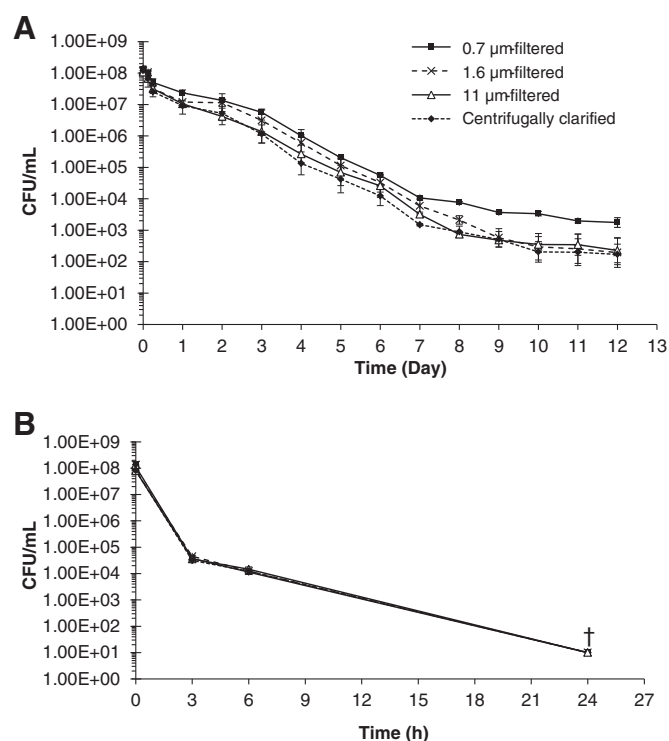 A
CFU/mL
1.00E+09
1.00E+08
1.00E+07
1.00E+06
1.00E+05
1.00E+04
1.00E+03
1.00E+02
1.00E+01
1.00E+00
0.7 µm-filtered
1.6 µm-filtered
11 µm-filtered
Centrifugally clarified
0 1 2 3 4 5 6 7 8 9 10 11 12 13
Time (Day)
B
CFU/mL
1.00E+09
1.00E+08
1.00E+07
1.00E+06
1.00E+05
1.00E+04
1.00E+03
1.00E+02
1.00E+01
1.00E+00
†
0 3 6 9 12 15 18 21 24 27
Time (h)